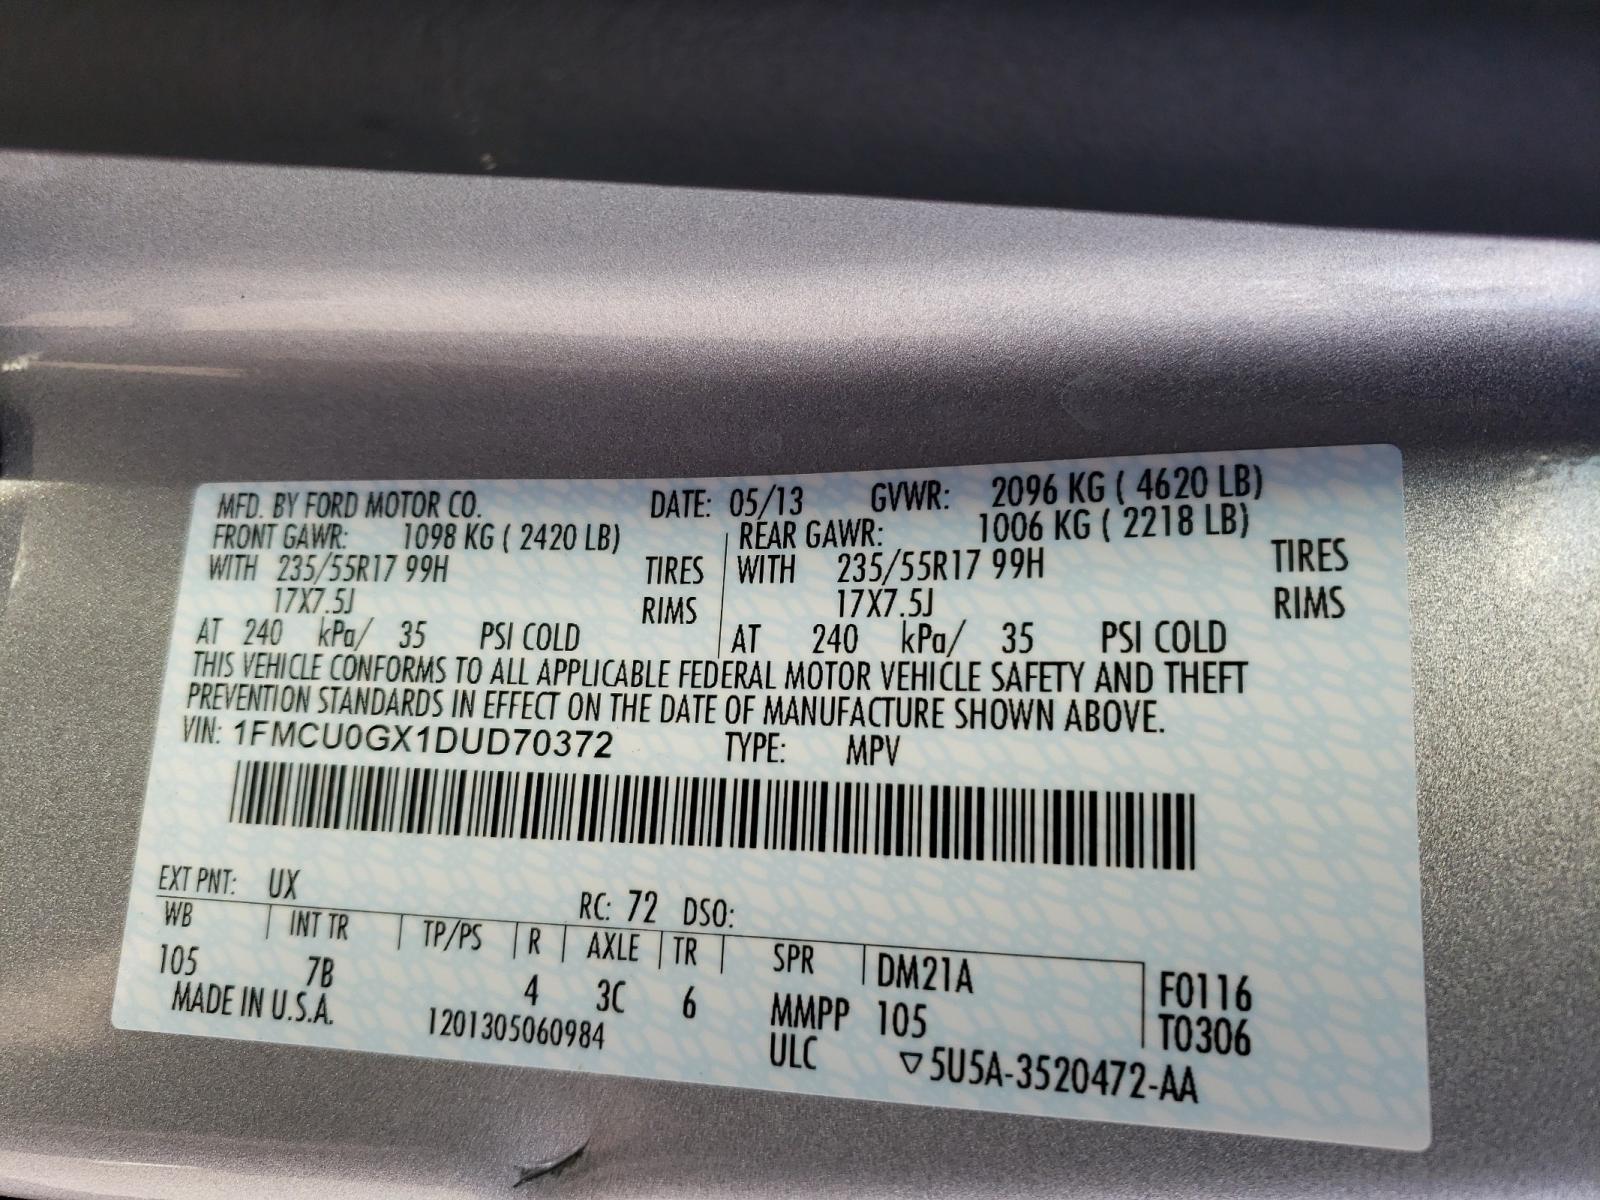 MFD. BY FORD MOTOR CO. DATE: 05/13 GVWR: 2096 KG ( 4620 LB)
FRONT GAWR: 1098 KG ( 2420 LB) REAR GAWR: 1006 KG ( 2218 LB)
WITH 235/55R17 99H TIRES WITH 235/55R17 99H TIRES
17X7.5J RIMS 17X7.5J RIMS
AT 240 kPa/ 35 PSI COLD AT 240 kPa/ 35 PSI COLD
THIS VEHICLE CONFORMS TO ALL APPLICABLE FEDERAL MOTOR VEHICLE SAFETY AND THEFT
PREVENTION STANDARDS IN EFFECT ON THE DATE OF MANUFACTURE SHOWN ABOVE.
VIN: 1FMCU0GX1DUD70372 TYPE: MPV
EXT PNT: UX RC: 72 DSO:
WB INT TR TP/PS R AXLE TR SPR DM21A F0116
105 7B 4 3C 6 MMPP 105 T0306
MADE IN U.S.A. 1201305060984 ULC ▽5U5A-3520472-AA